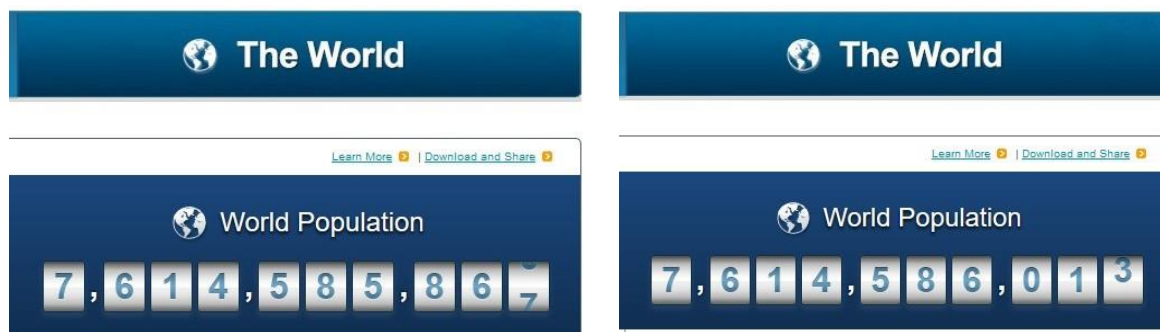 The World
Learn More | Download and Share
World Population
7,614,585,86
The World
Learn More | Download and Share
World Population
7,614,586,013